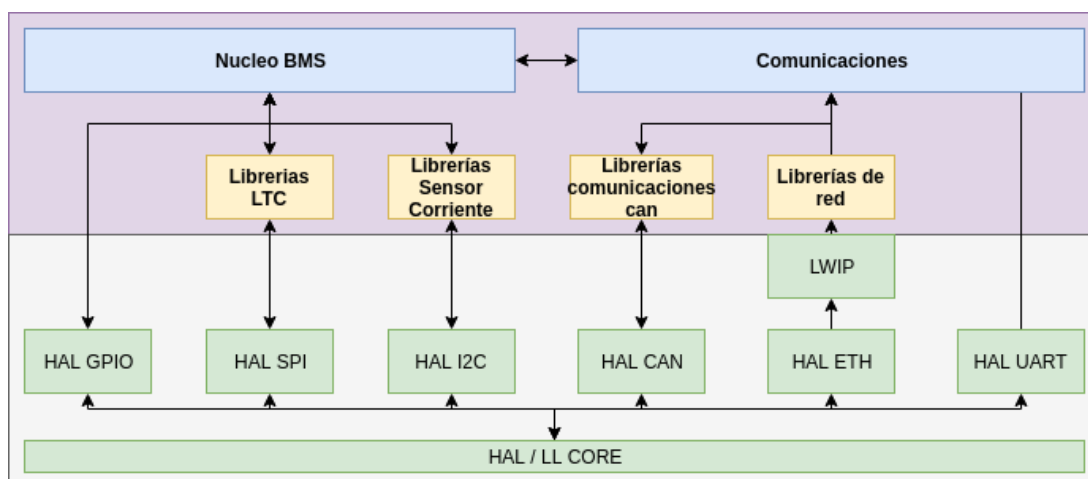 Nucleo BMS
Comunicaciones
Librerias
LTC
Librerías
Sensor
Corriente
Librerías
comunicaciones
can
Librerías de
red
LWIP
HAL GPIO
HAL SPI
HAL I2C
HAL CAN
HAL ETH
HAL UART
HAL / LL CORE